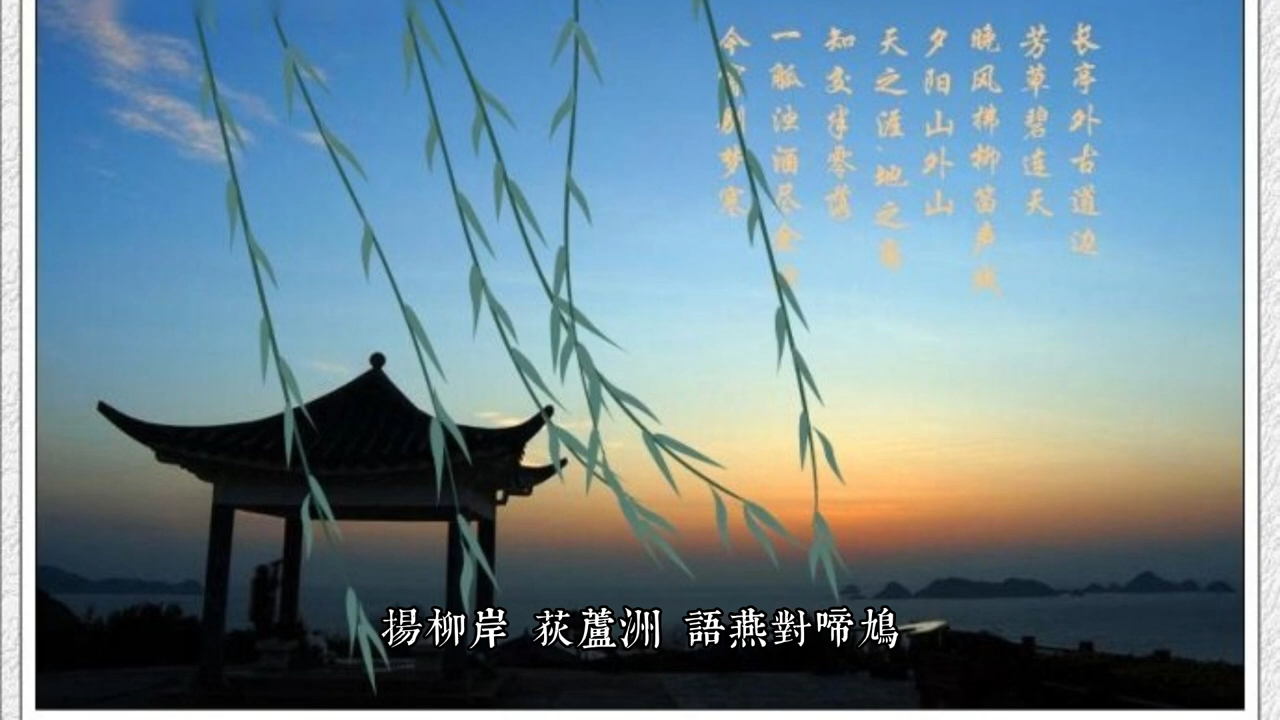 长亭外古道边
芳草碧连天
晚风拂柳笛声残
夕阳山外山
天之涯、地之角
知交半零落
一觚浊酒尽余
今宵别梦寒
揚柳岸 荻蘆洲 語燕對啼鳩